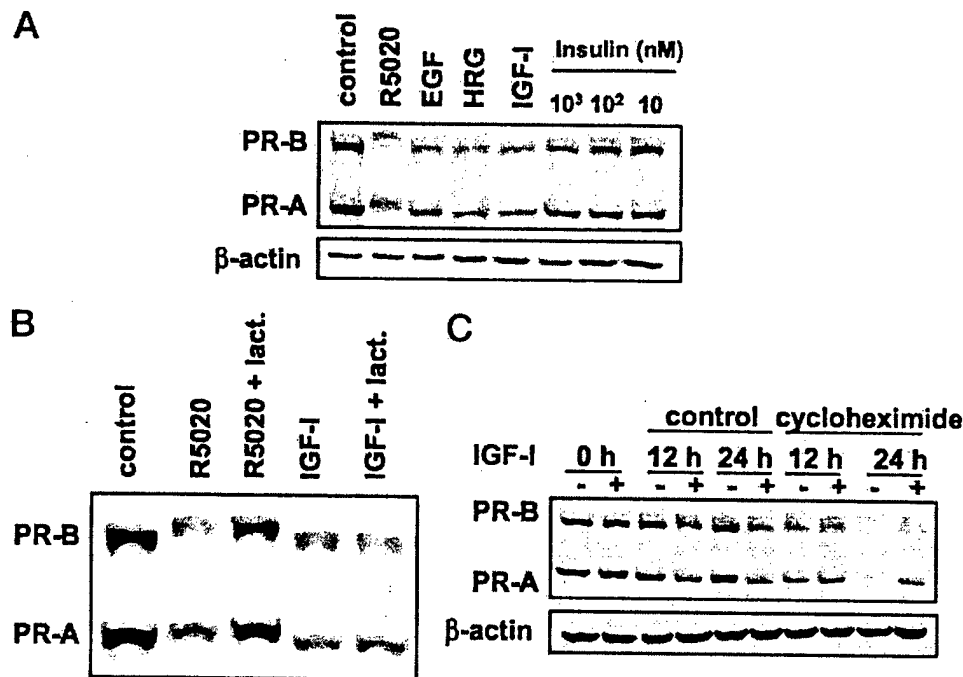 A
control
R5020
EGF
HRG
IGF-I
Insulin (nM)
10³ 10² 10
PR-B
PR-A
β-actin
B
control
R5020
R5020 + lact.
IGF-I
IGF-I + lact.
PR-B
PR-A
C
control cycloheximide
IGF-I 0 h 12 h 24 h 12 h 24 h
- + - + - + - + - +
PR-B
PR-A
β-actin